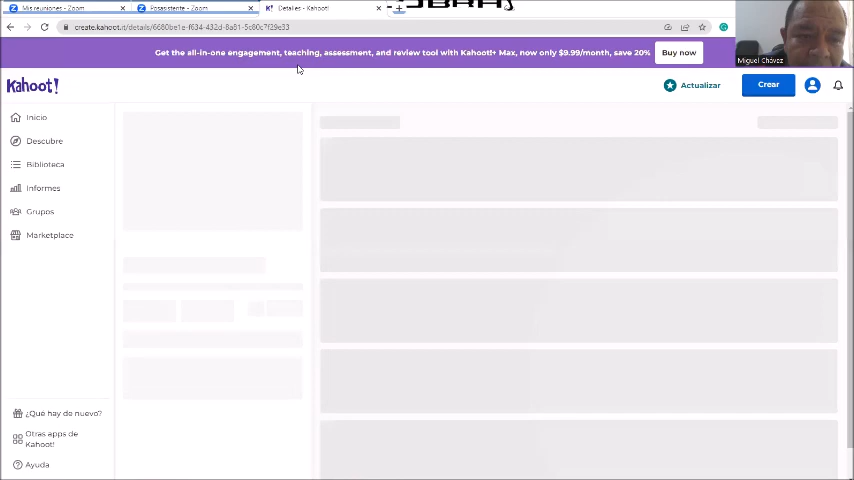 Mis reuniones - Zoom
Posasistente - Zoom
Detalles - Kahoot!
create.kahoot.it/details/6680be1e-f634-432d-8a81-5c80c7f29e33
Get the all-in-one engagement, teaching, assessment, and review tool with Kahoot!+ Max, now only $9.99/month, save 20%
Buy now
Miguel Chávez
Kahoot!
Actualizar
Crear
Inicio
Descubre
Biblioteca
Informes
Grupos
Marketplace
¿Qué hay de nuevo?
Otras apps de
Kahoot!
Ayuda